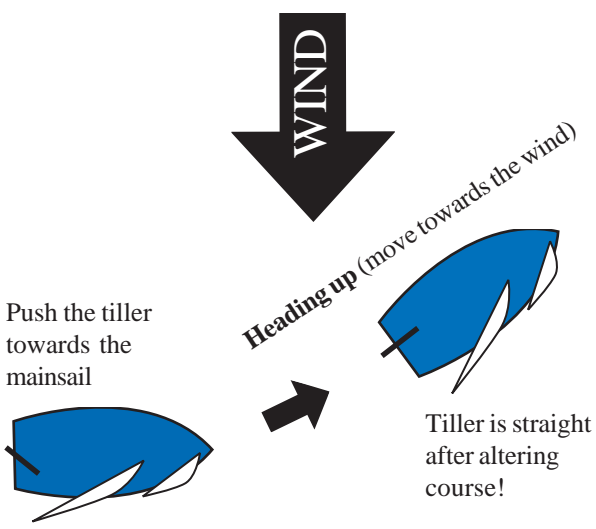 WIND
Heading up (move towards the wind)
Push the tiller
towards the
mainsail
Tiller is straight
after altering
course!